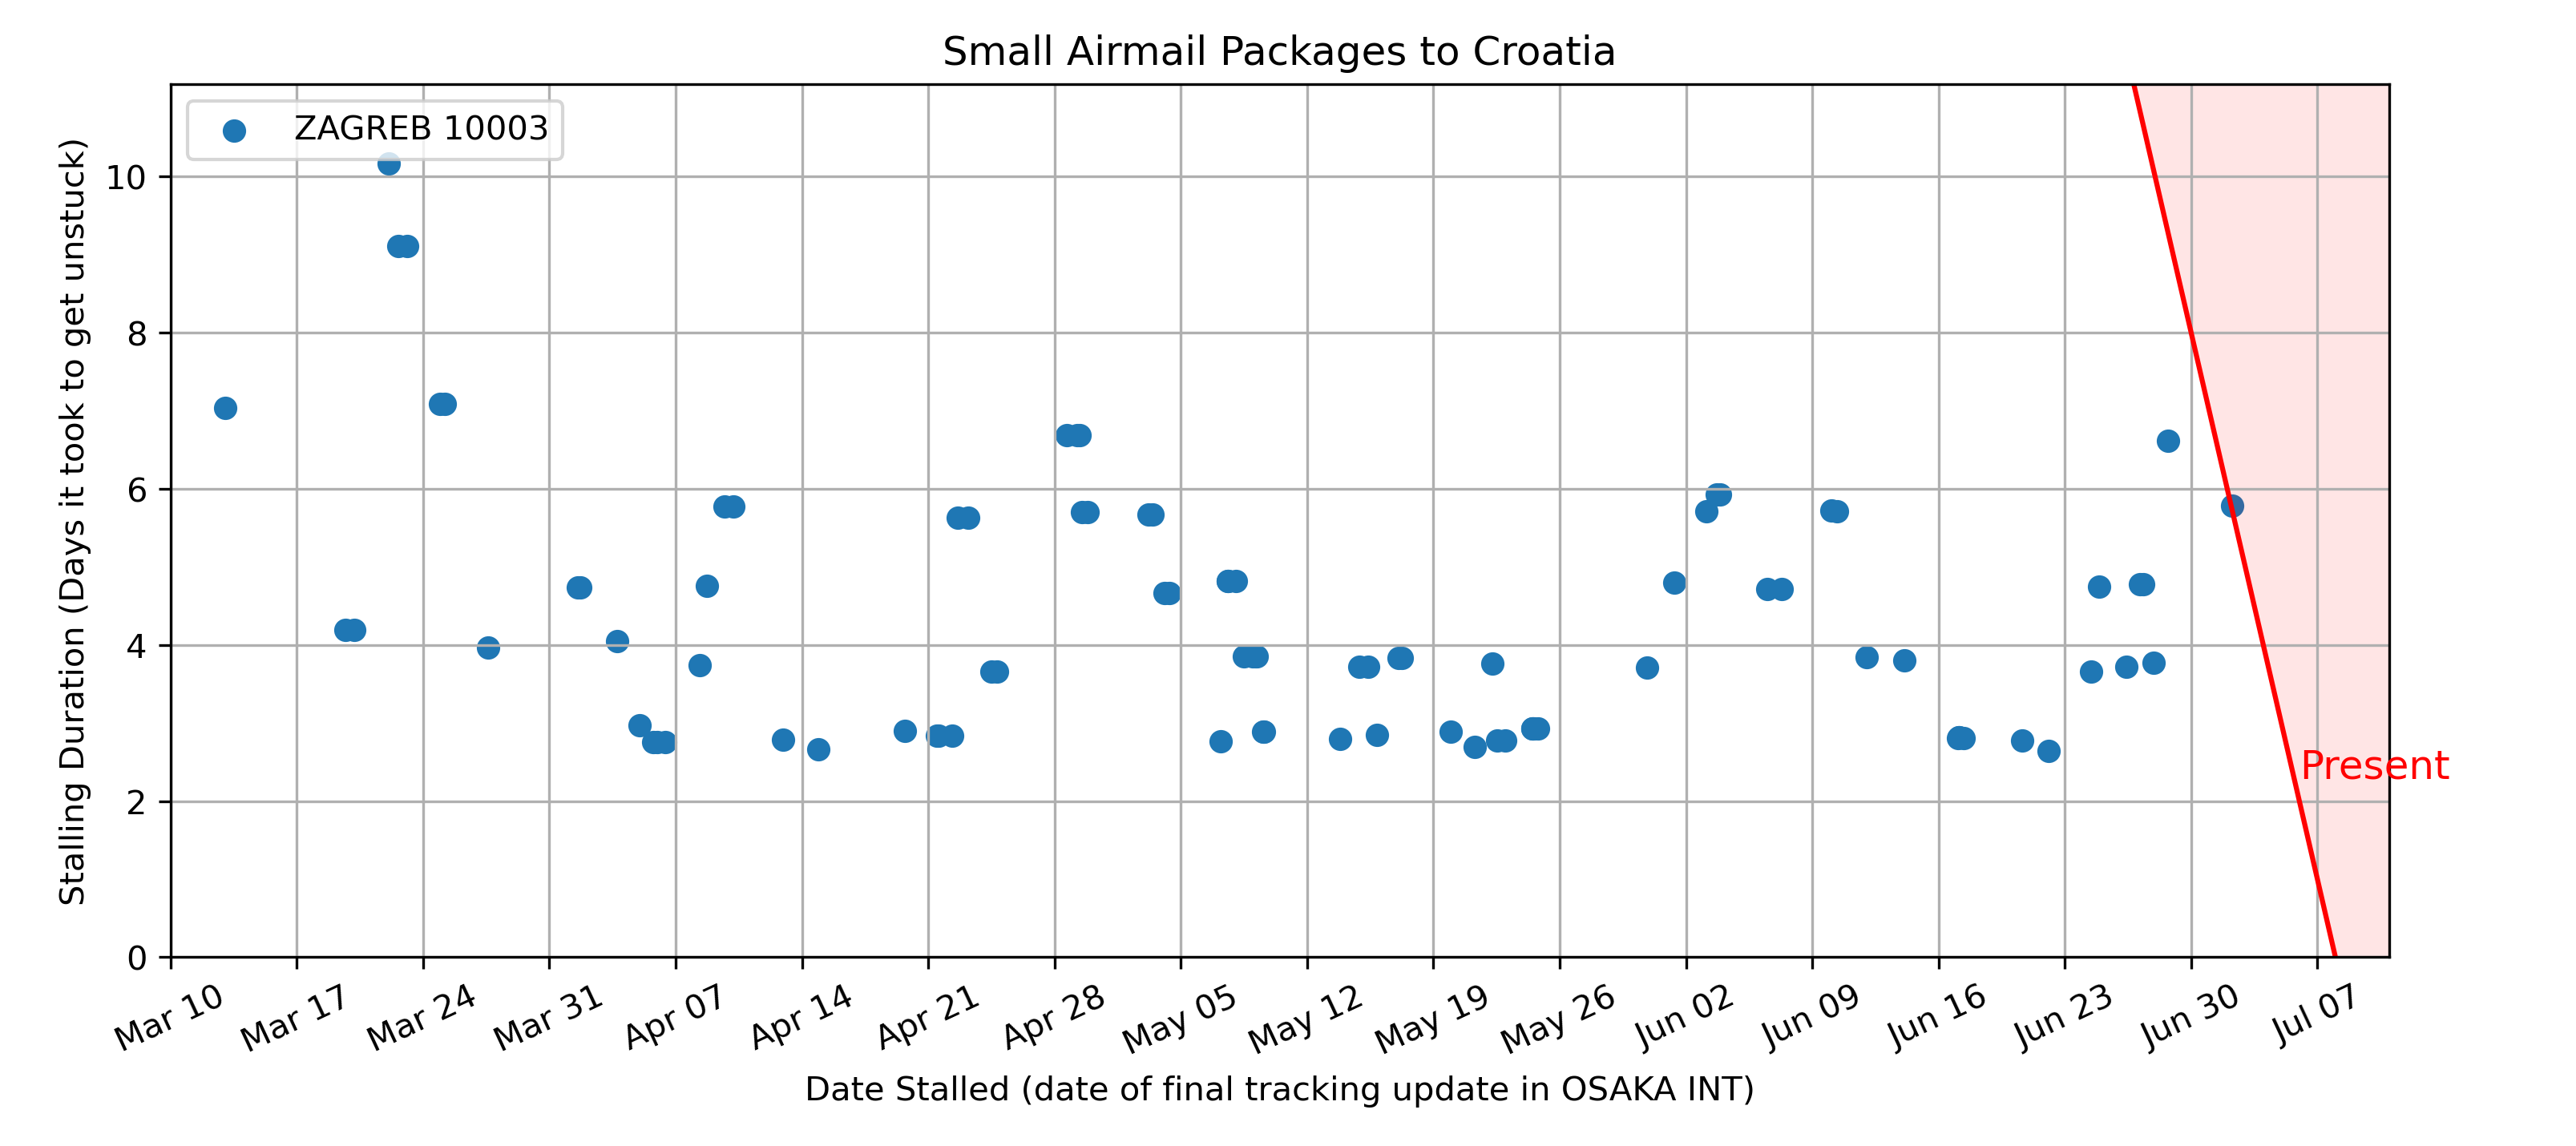 Small Airmail Packages to Croatia
ZAGREB 10003
Stalling Duration (Days it took to get unstuck)
10
8
6
4
2
0
Present
Mar 10
Mar 17
Mar 24
Mar 31
Apr 07
Apr 14
Apr 21
Apr 28
May 05
May 12
May 19
May 26
Jun 02
Jun 09
Jun 16
Jun 23
Jun 30
Jul 07
Date Stalled (date of final tracking update in OSAKA INT)